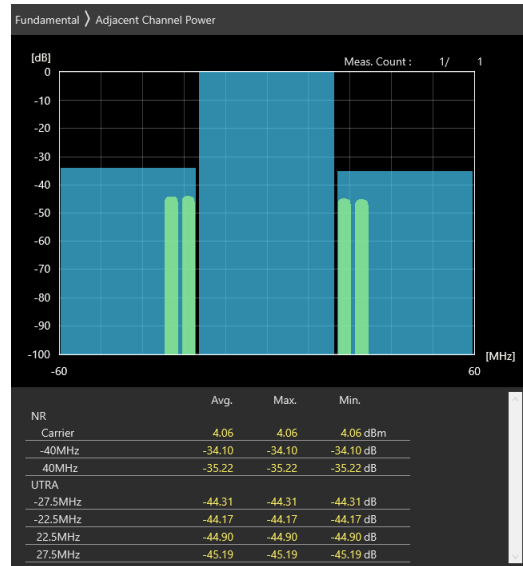 Fundamental 〉 Adjacent Channel Power
[dB] Meas. Count : 1/ 1
0
-10
-20
-30
-40
-50
-60
-70
-80
-90
-100 [MHz]
-60 60
Avg. Max. Min.
NR
Carrier 4.06 4.06 4.06 dBm
-40MHz -34.10 -34.10 -34.10 dB
40MHz -35.22 -35.22 -35.22 dB
UTRA
-27.5MHz -44.31 -44.31 -44.31 dB
-22.5MHz -44.17 -44.17 -44.17 dB
22.5MHz -44.90 -44.90 -44.90 dB
27.5MHz -45.19 -45.19 -45.19 dB